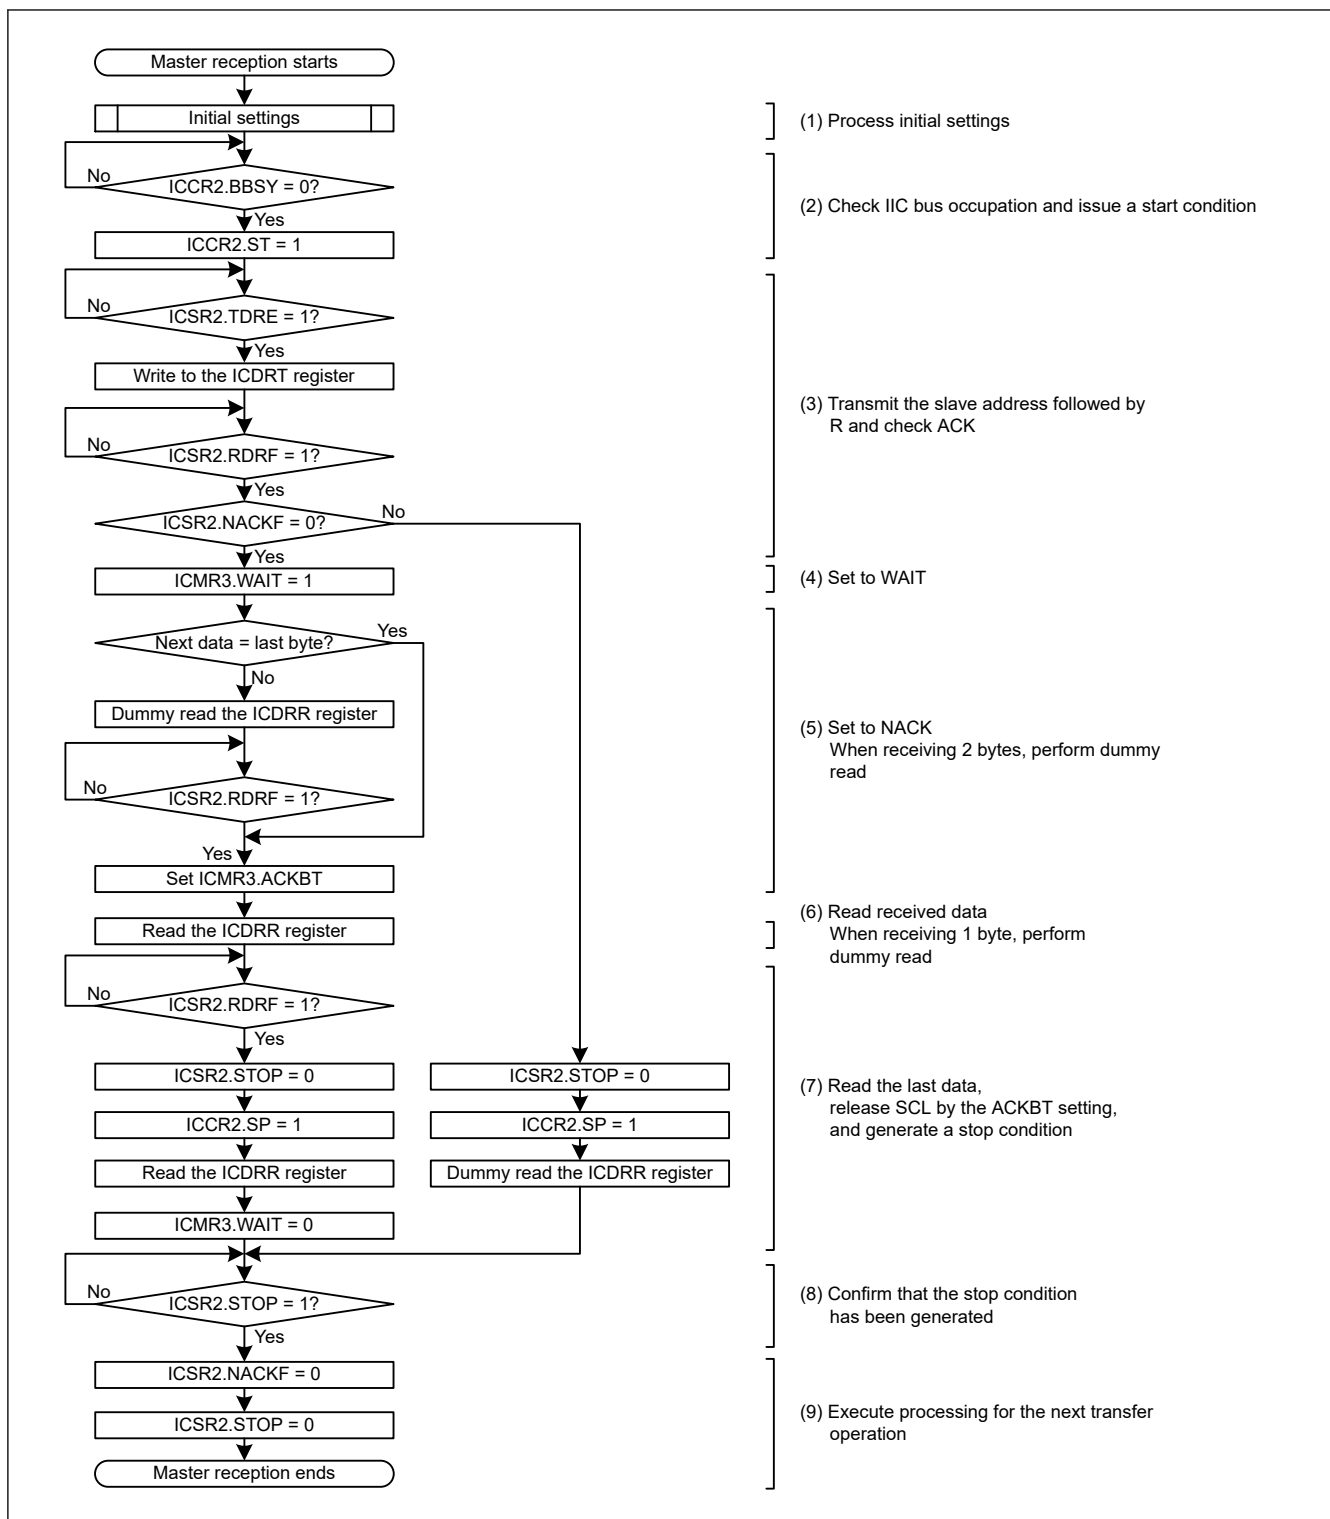 Master reception starts
Initial settings
(1) Process initial settings
No
ICCR2.BBSY = 0?
Yes
(2) Check IIC bus occupation and issue a start condition
ICCR2.ST = 1
No
ICSR2.TDRE = 1?
Yes
Write to the ICDRT register
(3) Transmit the slave address followed by
R and check ACK
No
ICSR2.RDRF = 1?
Yes
ICSR2.NACKF = 0?
No
Yes
ICMR3.WAIT = 1
(4) Set to WAIT
Next data = last byte?
Yes
No
Dummy read the ICDRR register
(5) Set to NACK
When receiving 2 bytes, perform dummy
read
No
ICSR2.RDRF = 1?
Yes
Set ICMR3.ACKBT
Read the ICDRR register
(6) Read received data
When receiving 1 byte, perform
dummy read
No
ICSR2.RDRF = 1?
Yes
ICSR2.STOP = 0
ICSR2.STOP = 0
(7) Read the last data,
release SCL by the ACKBT setting,
and generate a stop condition
ICCR2.SP = 1
ICCR2.SP = 1
Read the ICDRR register
Dummy read the ICDRR register
ICMR3.WAIT = 0
No
ICSR2.STOP = 1?
Yes
(8) Confirm that the stop condition
has been generated
ICSR2.NACKF = 0
ICSR2.STOP = 0
(9) Execute processing for the next transfer
operation
Master reception ends